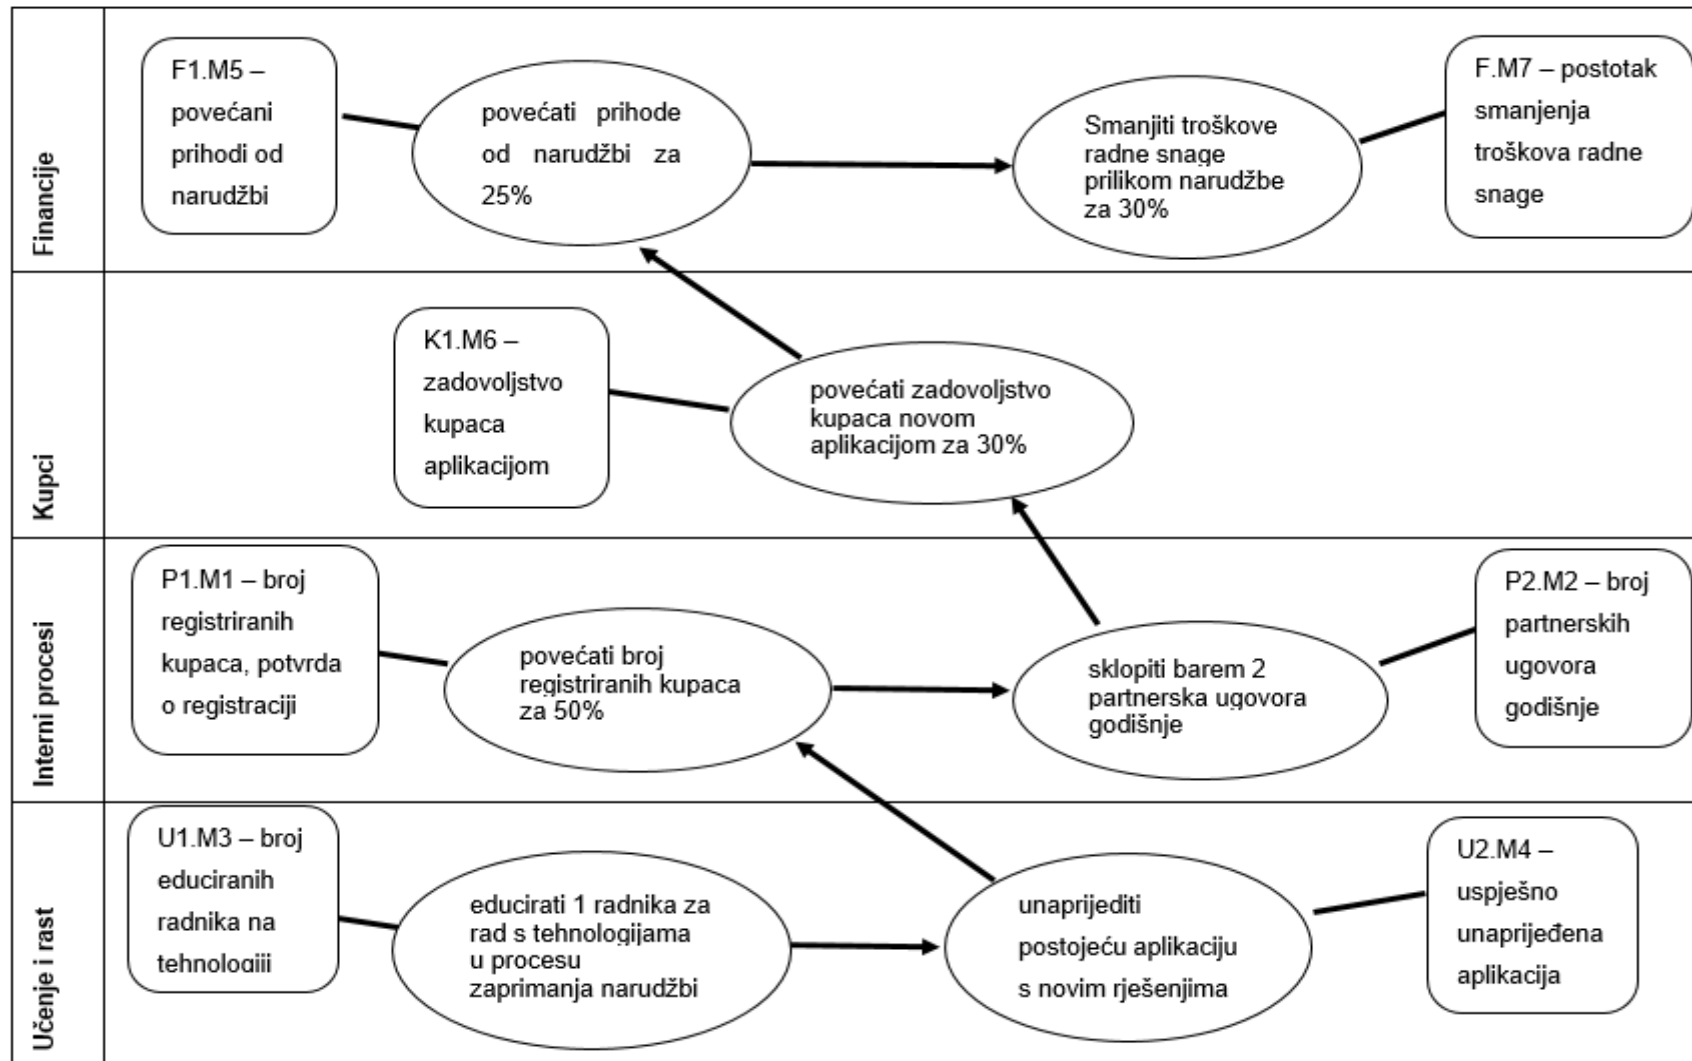 Financije
F1.M5 –
povećani
prihodi od
narudžbi
povećati prihode
od narudžbi za
25%
Smanjiti troškove
radne snage
prilikom narudžbe
za 30%
F.M7 – postotak
smanjenja
troškova radne
snage
Kupci
K1.M6 –
zadovoljstvo
kupaca
aplikacijom
povećati zadovoljstvo
kupaca novom
aplikacijom za 30%
Interni procesi
P1.M1 – broj
registriranih
kupaca, potvrda
o registraciji
povećati broj
registriranih kupaca
za 50%
sklopiti barem 2
partnerska ugovora
godišnje
P2.M2 – broj
partnerskih
ugovora
godišnje
Učenje i rast
U1.M3 – broj
educiranih
radnika na
tehnologiji
educirati 1 radnika za
rad s tehnologijama
u procesu
zaprimanja narudžbi
unaprijediti
postojeću aplikaciju
s novim rješenjima
U2.M4 –
uspješno
unaprijeđena
aplikacija